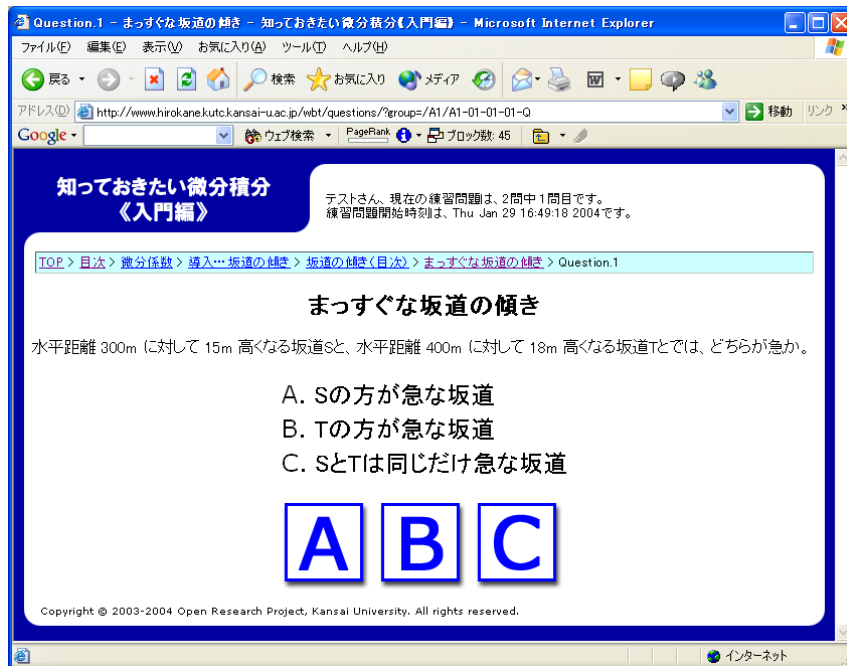 Question.1 - まっすぐな坂道の傾き - 知っておきたい微分積分《入門編》 - Microsoft Internet Explorer
ファイル(F) 編集(E) 表示(V) お気に入り(A) ツール(T) ヘルプ(H)
戻る 検索 お気に入り メディア
アドレス(D) http://www.hirokane.kutc.kansai-u.ac.jp/wbt/questions/?group=/A1/A1-01-01-01-Q 移動 リンク »
Google ウェブ検索 PageRank ブロック数: 45
知っておきたい微分積分
《入門編》
テストさん、現在の練習問題は、2問中1問目です。
練習問題開始時刻は、Thu Jan 29 16:49:18 2004です。
TOP > 目次 > 微分係数 > 導入…坂道の傾き > 坂道の傾き(目次) > まっすぐな坂道の傾き > Question.1
まっすぐな坂道の傾き
水平距離 300m に対して 15m 高くなる坂道Sと、水平距離 400m に対して 18m 高くなる坂道Tとでは、どちらが急か。
A. Sの方が急な坂道
B. Tの方が急な坂道
C. SとTは同じだけ急な坂道
A B C
Copyright © 2003-2004 Open Research Project, Kansai University. All rights reserved.
インターネット